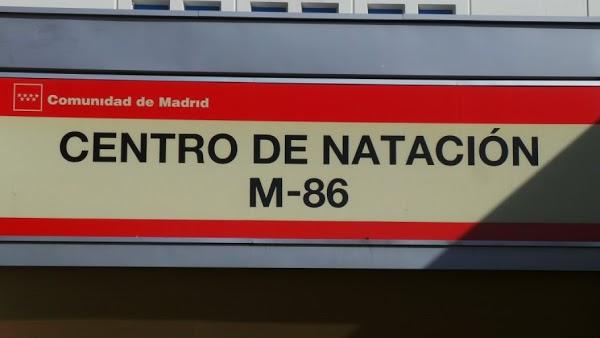 Comunidad de Madrid
CENTRO DE NATACIÓN
M-86